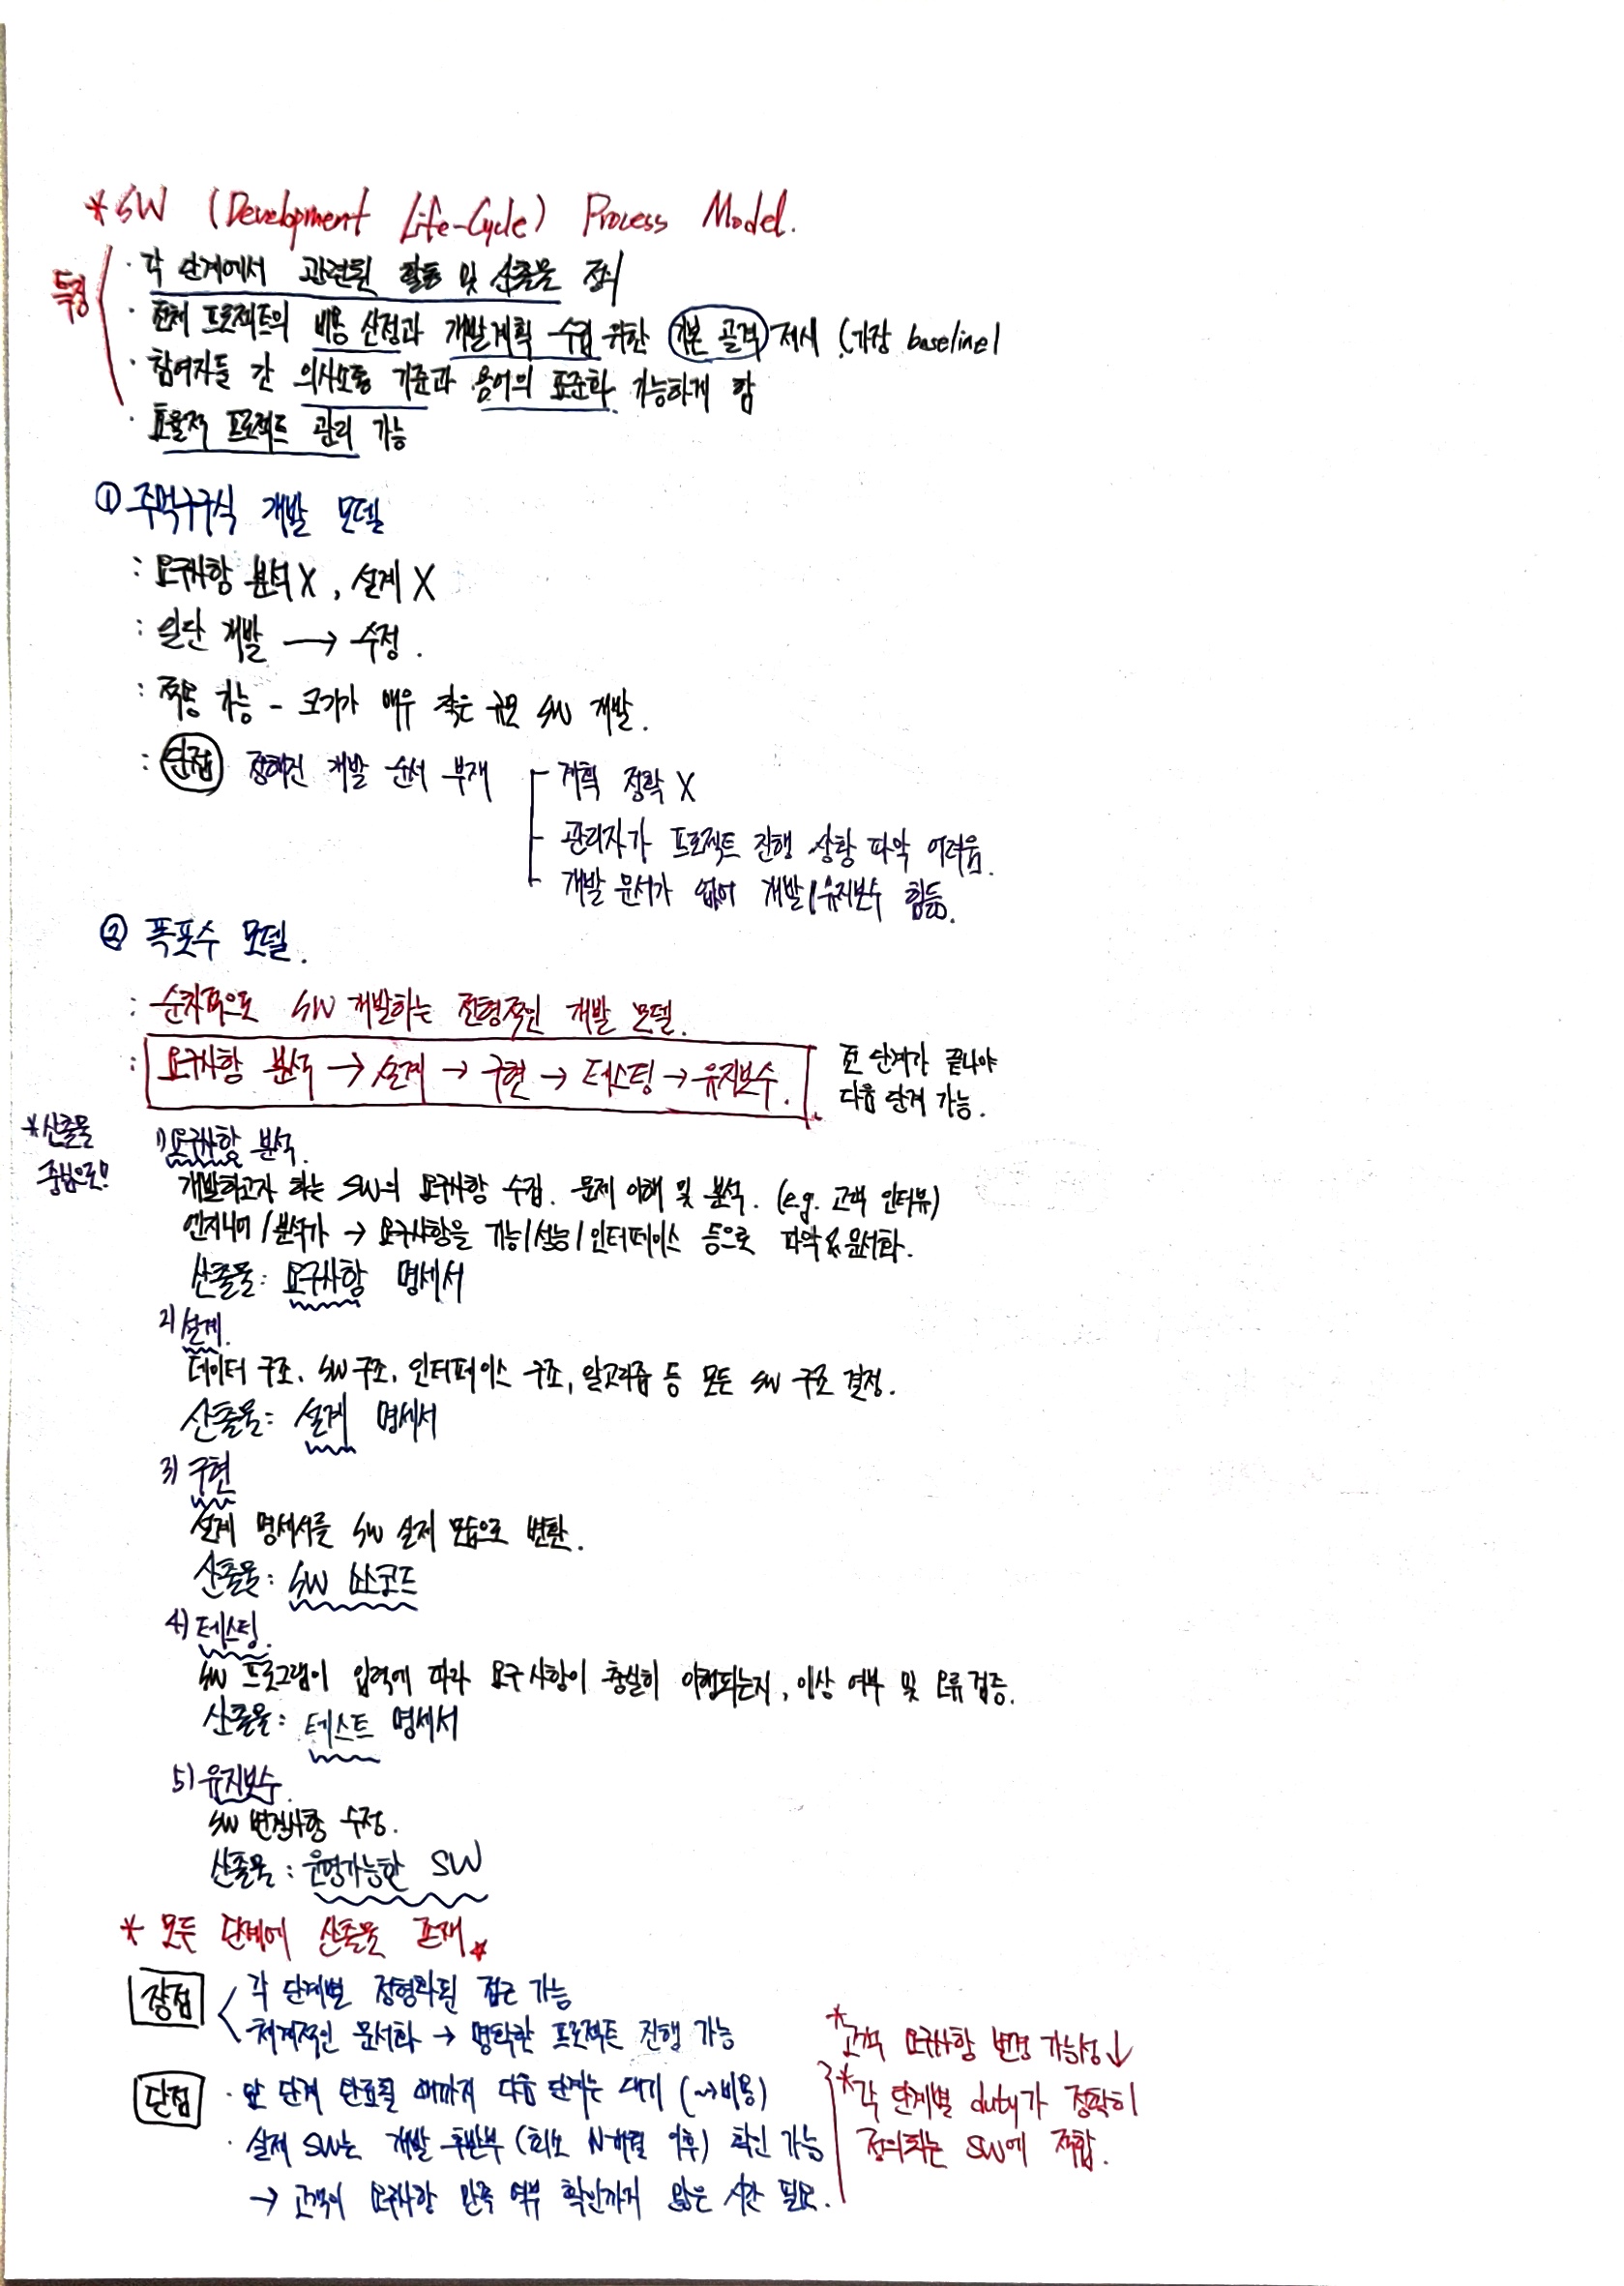 * SW (Development Life-Cycle) Process Model.
특징
· 각 단계에서 관련된 활동 및 산출물 정의
· 전체 프로젝트의 비용 산정과 개발계획 수립 위한 기본 골격 제시 (가장 baseline)
· 참여자들 간 의사소통 기준과 용어의 표준화 가능하게 함
· 효율적 프로젝트 관리 가능
① 주먹구구식 개발 모델
: 요구사항 분석 X, 설계 X
: 일단 개발 → 수정.
: 적용 가능 - 크기가 매우 작은 규모 SW 개발.
: 단점 정해진 개발 순서 부재
계획 정확 X
관리자가 프로젝트 진행 상황 파악 어려움.
개발 문서가 없어 개발/유지보수 힘듦.
② 폭포수 모델.
: 순차적으로 SW 개발하는 전형적인 개발 모델.
: 요구사항 분석 → 설계 → 구현 → 테스팅 → 유지보수.
전 단계가 끝나야
다음 단계 가능.
* 산출물
중심으로!
1) 요구사항 분석.
개발하고자 하는 SW의 요구사항 수집. 문제 이해 및 분석. (e.g. 고객 인터뷰)
엔지니어/분석가 → 요구사항을 기능/성능/인터페이스 등으로 파악 & 문서화.
산출물: 요구사항 명세서
2) 설계.
데이터 구조, SW 구조, 인터페이스 구조, 알고리즘 등 모든 SW 구조 결정.
산출물: 설계 명세서
3) 구현
설계 명세서를 SW 실제 모습으로 변환.
산출물: SW 소스코드
4) 테스팅.
SW 프로그램이 입력에 따라 요구사항이 충실히 이행되는지, 이상 여부 및 오류 검증.
산출물: 테스트 명세서
5) 유지보수.
SW 변경사항 수정.
산출물: 운영가능한 SW
* 모두 단계에 산출물 존재
장점
각 단계별 정형화된 접근 가능
체계적인 문서화 → 명확한 프로젝트 진행 가능
단점
· 앞 단계 완료될 때까지 다음 단계는 대기 (→비용)
· 실제 SW는 개발 후반부 (최소 N개월 이후) 확인 가능
→ 고객이 요구사항 만족 여부 확인까지 많은 시간 필요.
* 고객 요구사항 변경 가능성↓
* 각 단계별 duty가 정확히
정의되는 SW에 적합.